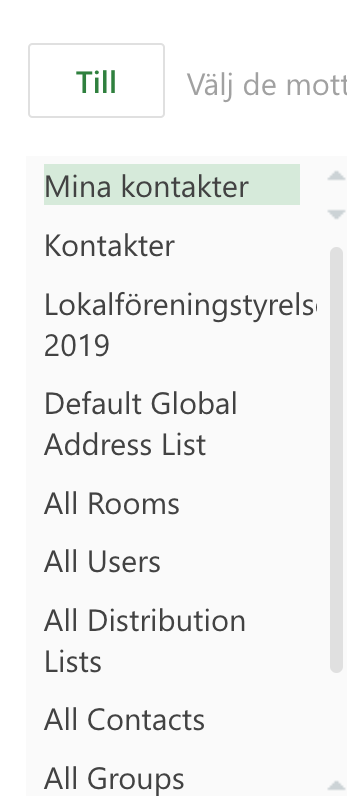 Till
Välj de mott
Mina kontakter
Kontakter
Lokalföreningstyrels
2019
Default Global
Address List
All Rooms
All Users
All Distribution
Lists
All Contacts
All Groups